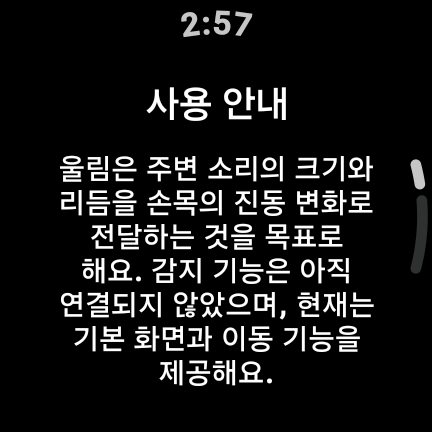 2:57
사용 안내
울림은 주변 소리의 크기와
리듬을 손목의 진동 변화로
전달하는 것을 목표로
해요. 감지 기능은 아직
연결되지 않았으며, 현재는
기본 화면과 이동 기능을
제공해요.